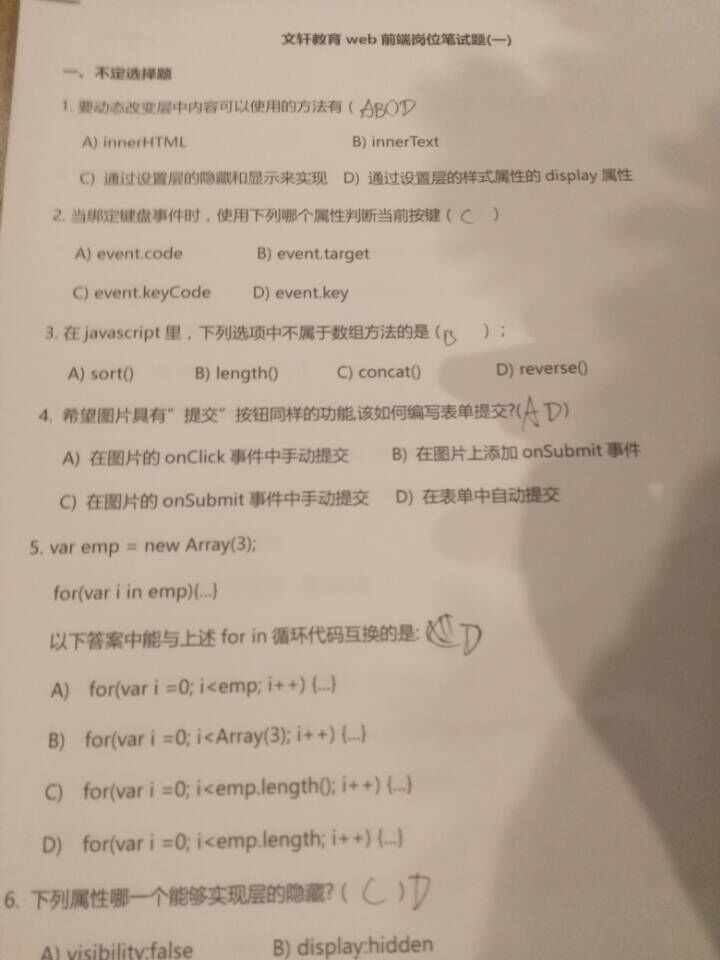 文轩教育 web 前端岗位笔试题(一)
一、不定选择题
1. 要动态改变层中内容可以使用的方法有 ( ABOD
A) innerHTML B) innerText
C) 通过设置层的隐藏和显示来实现 D) 通过设置层的样式属性的 display 属性
2. 当绑定键盘事件时，使用下列哪个属性判断当前按键 ( C )
A) event.code B) event.target
C) event.keyCode D) event.key
3. 在 javascript 里，下列选项中不属于数组方法的是 ( B ) ；
A) sort() B) length() C) concat() D) reverse()
4. 希望图片具有”提交”按钮同样的功能,该如何编写表单提交?( A D )
A) 在图片的 onClick 事件中手动提交 B) 在图片上添加 onSubmit 事件
C) 在图片的 onSubmit 事件中手动提交 D) 在表单中自动提交
5. var emp = new Array(3);
for(var i in emp){...}
以下答案中能与上述 for in 循环代码互换的是: D
A) for(var i =0; i<emp; i++) {...}
B) for(var i =0; i<Array(3); i++) {...}
C) for(var i =0; i<emp.length(); i++) {...}
D) for(var i =0; i<emp.length; i++) {...}
6. 下列属性哪一个能够实现层的隐藏? ( C ) D
A) visibility:false B) display:hidden